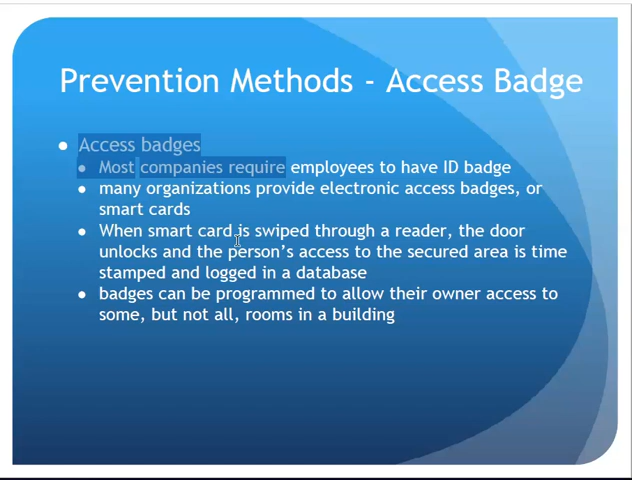 Prevention Methods - Access Badge
● Access badges
● Most companies require employees to have ID badge
● many organizations provide electronic access badges, or
smart cards
● When smart card is swiped through a reader, the door
unlocks and the person's access to the secured area is time
stamped and logged in a database
● badges can be programmed to allow their owner access to
some, but not all, rooms in a building